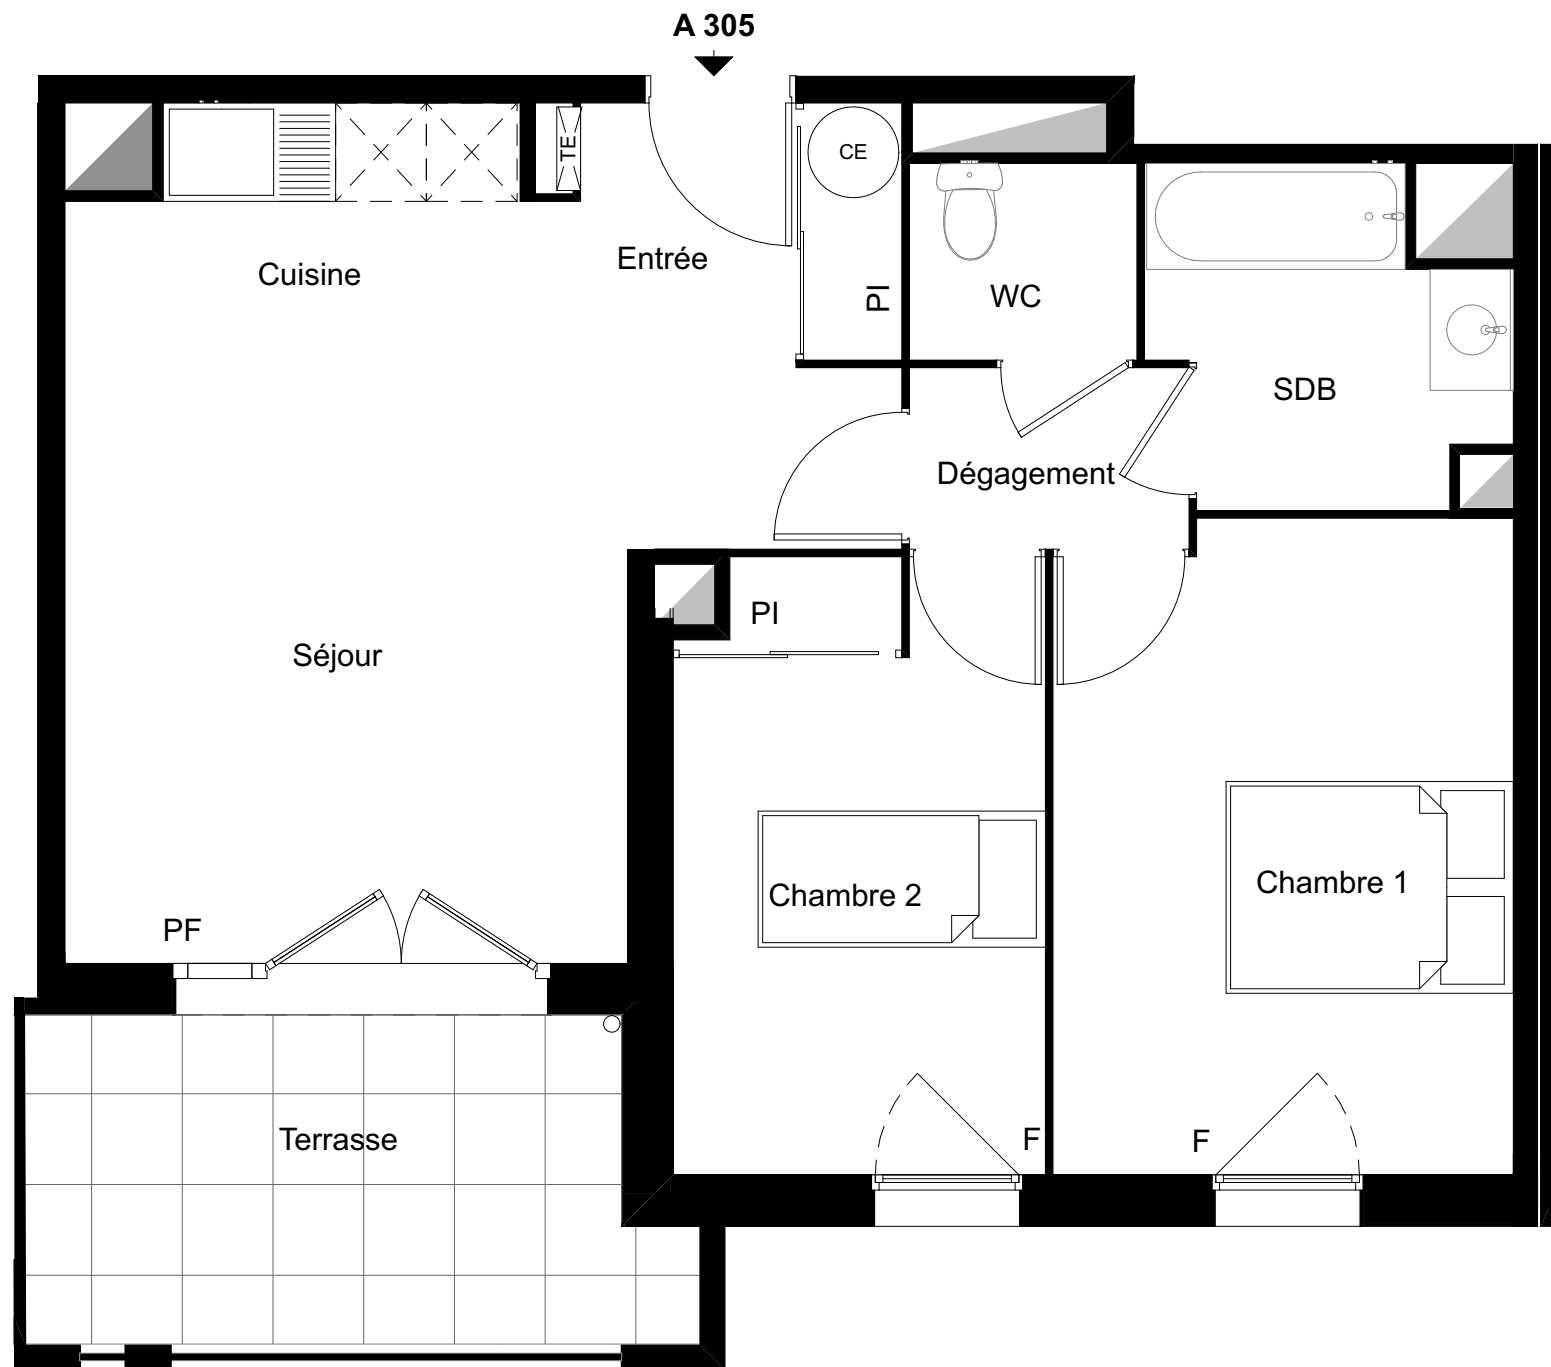 A 305
TE
CE
Entrée
Cuisine
PI
WC
SDB
Dégagement
PI
Séjour
Chambre 1
Chambre 2
PF
Terrasse
F
F